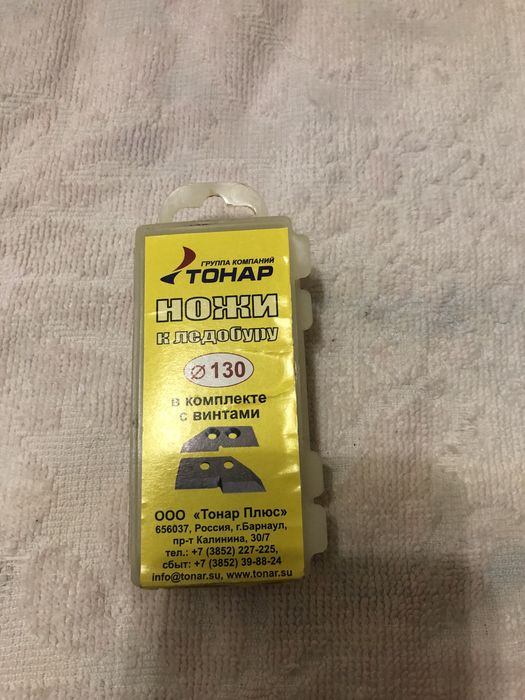 ГРУППА КОМПАНИЙ
ТОНАР
НОЖИ
к ледобуру
⌀ 130
в комплекте
с винтами
ООО «Тонар Плюс»
656037, Россия, г.Барнаул,
пр-т Калинина, 30/7
тел.: +7 (3852) 227-225,
сбыт: +7 (3852) 39-88-24
info@tonar.su, www.tonar.su